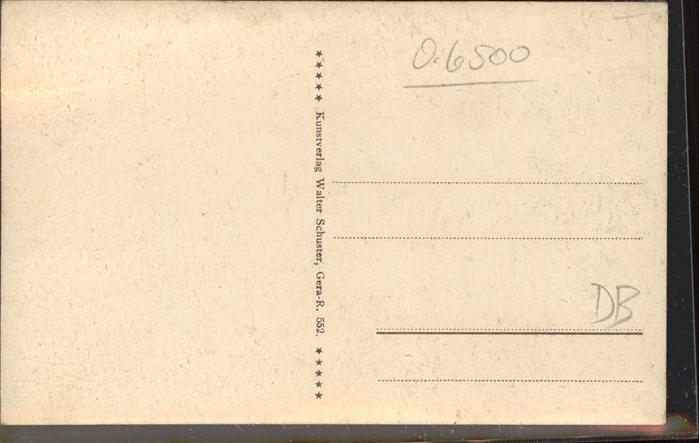 O:6500
★★★★★ Kunstverlag Walter Schuster, Gera-R. 552. ★★★★★
DB